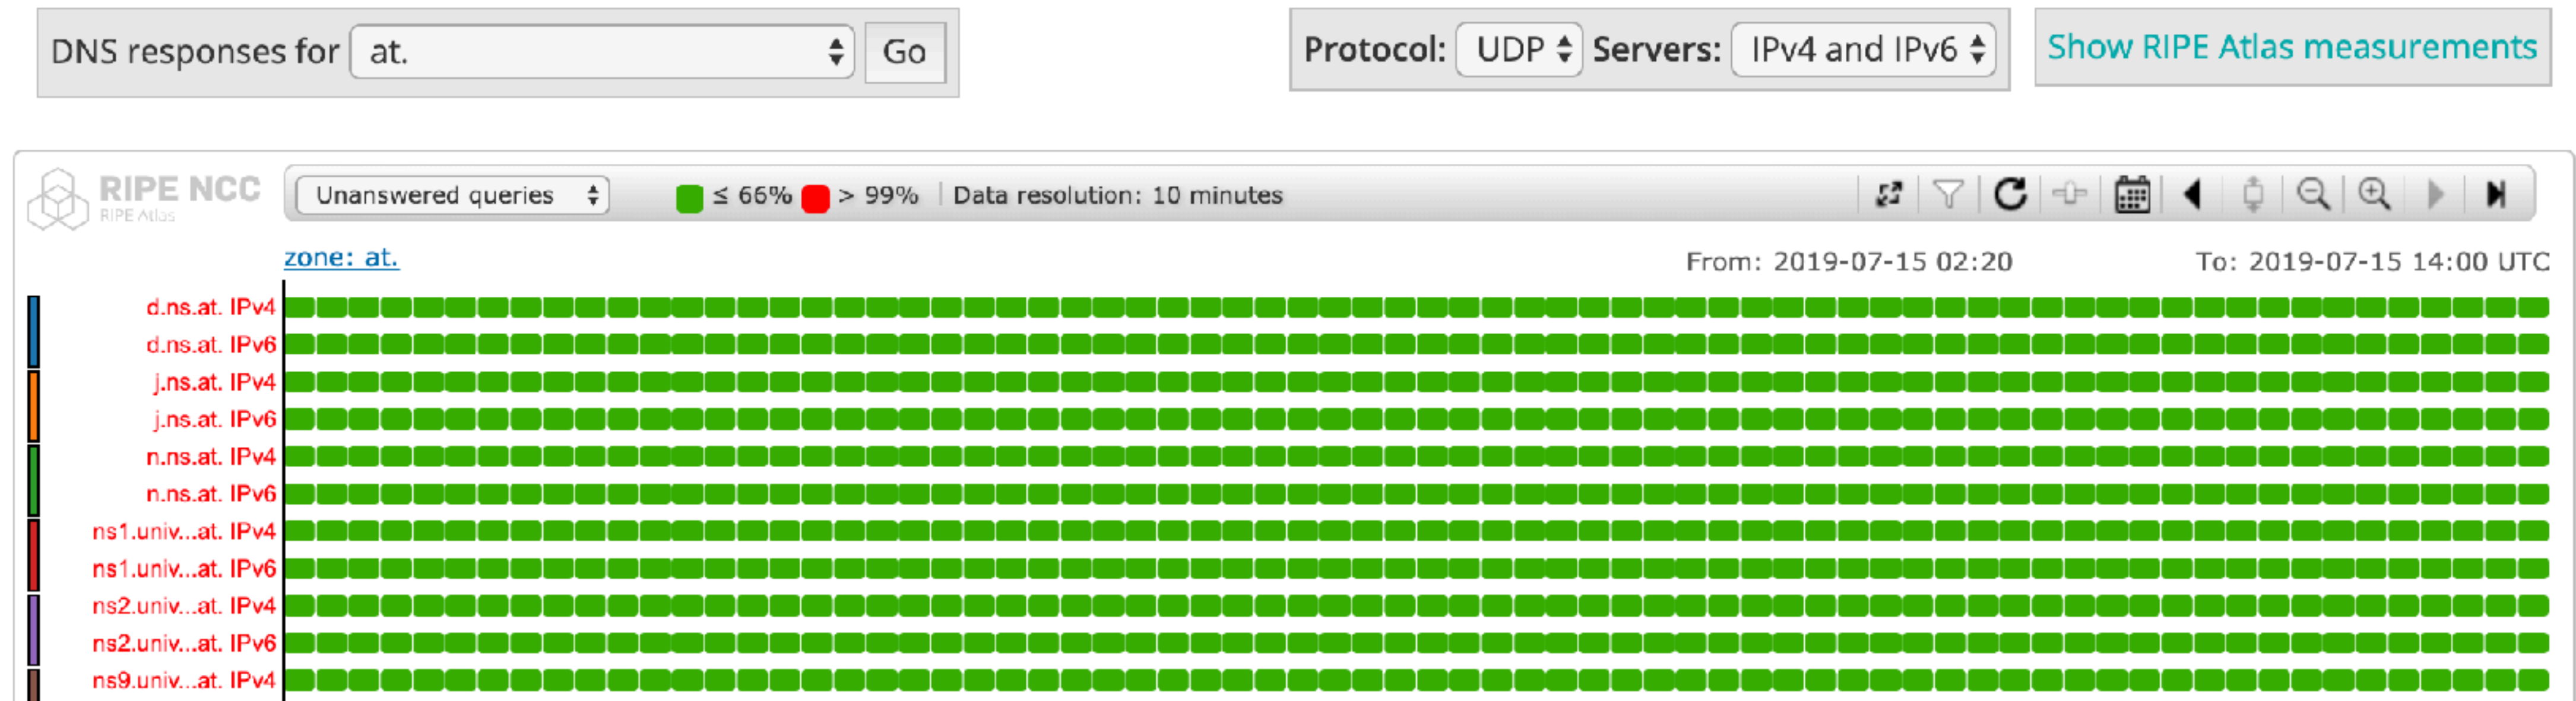 DNS responses for at. Go Protocol: UDP Servers: IPv4 and IPv6 Show RIPE Atlas measurements
RIPE NCC
RIPE Atlas
Unanswered queries ≤ 66% > 99% Data resolution: 10 minutes
zone: at. From: 2019-07-15 02:20 To: 2019-07-15 14:00 UTC
d.ns.at. IPv4
d.ns.at. IPv6
j.ns.at. IPv4
j.ns.at. IPv6
n.ns.at. IPv4
n.ns.at. IPv6
ns1.univ...at. IPv4
ns1.univ...at. IPv6
ns2.univ...at. IPv4
ns2.univ...at. IPv6
ns9.univ...at. IPv4